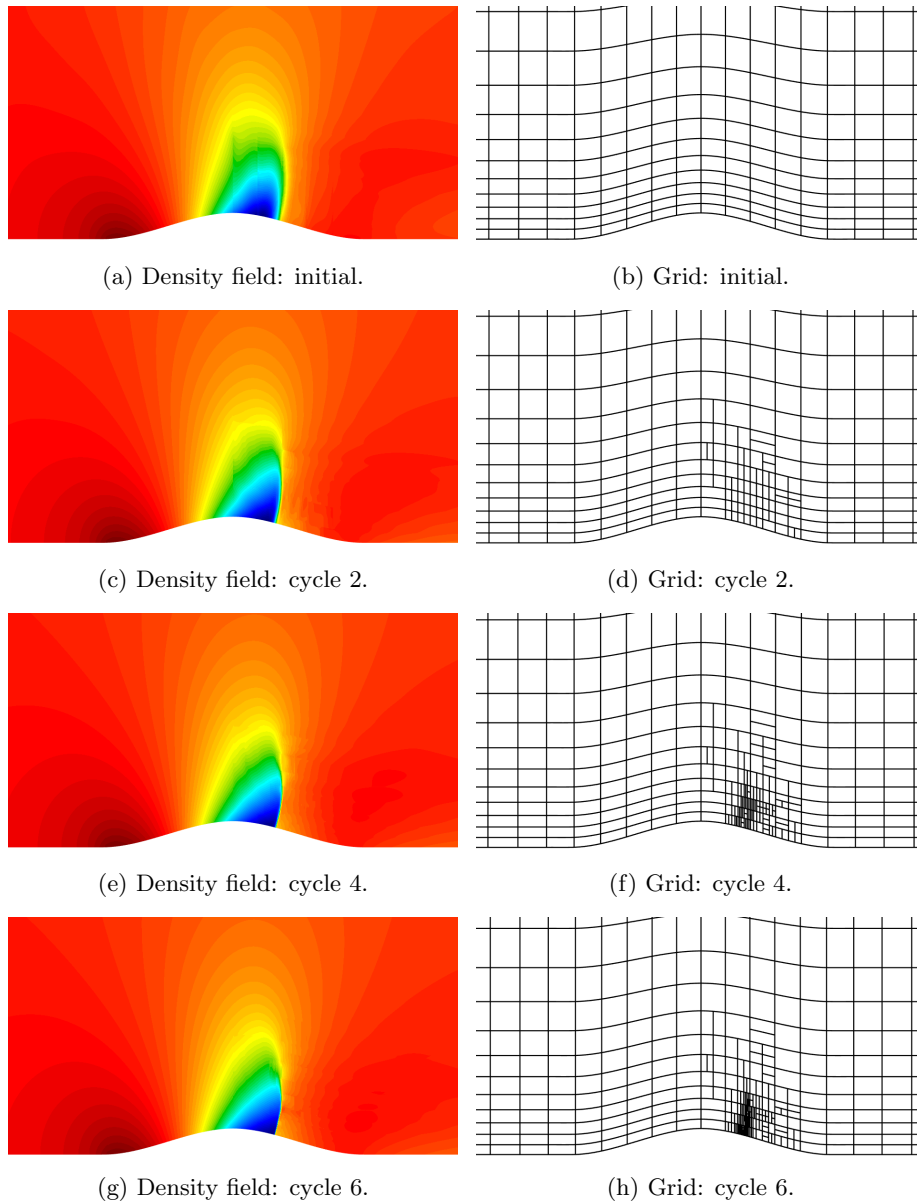 (a) Density field: initial.
(b) Grid: initial.
(c) Density field: cycle 2.
(d) Grid: cycle 2.
(e) Density field: cycle 4.
(f) Grid: cycle 4.
(g) Density field: cycle 6.
(h) Grid: cycle 6.